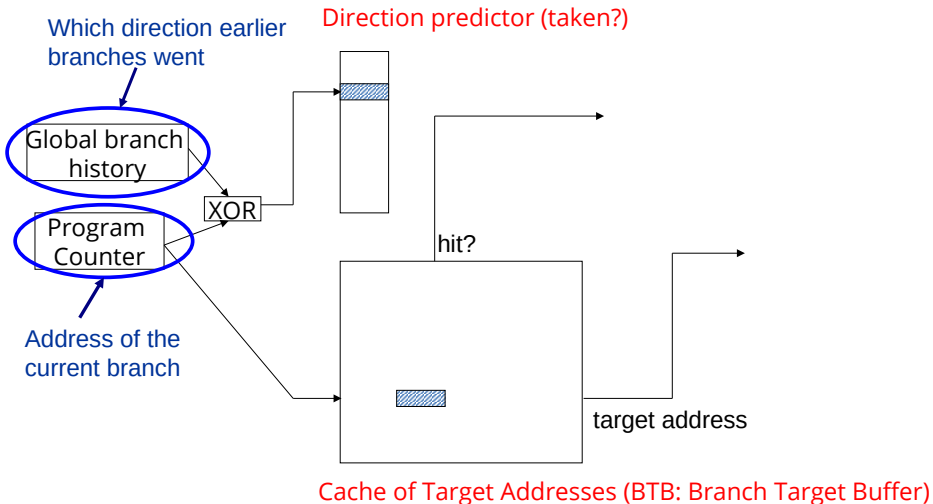 Direction predictor (taken?)
Which direction earlier
branches went
Global branch
history
XOR
Program
Counter
hit?
Address of the
current branch
target address
Cache of Target Addresses (BTB: Branch Target Buffer)